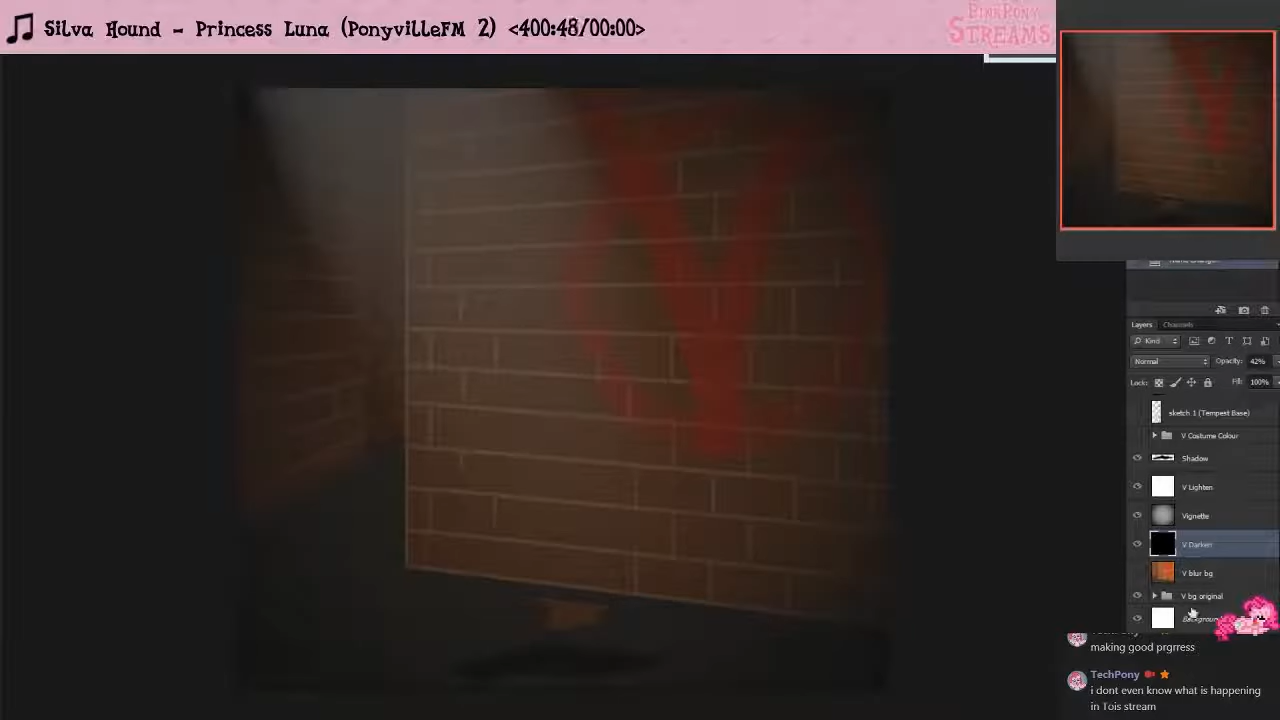 Silva Hound - Princess Luna (PonyvilleFM 2) <400:48/00:00>
PinkPony
Streams
Layers Channels
Kind
Normal Opacity: 42%
Lock: Fill: 100%
sketch 1 (Tempest Base)
V Costume Colour
Shadow
V Lighten
Vignette
V Darken
V blur bg
V bg original
Background
making good prgrress
TechPony
i dont even know what is happening
in Tois stream
V